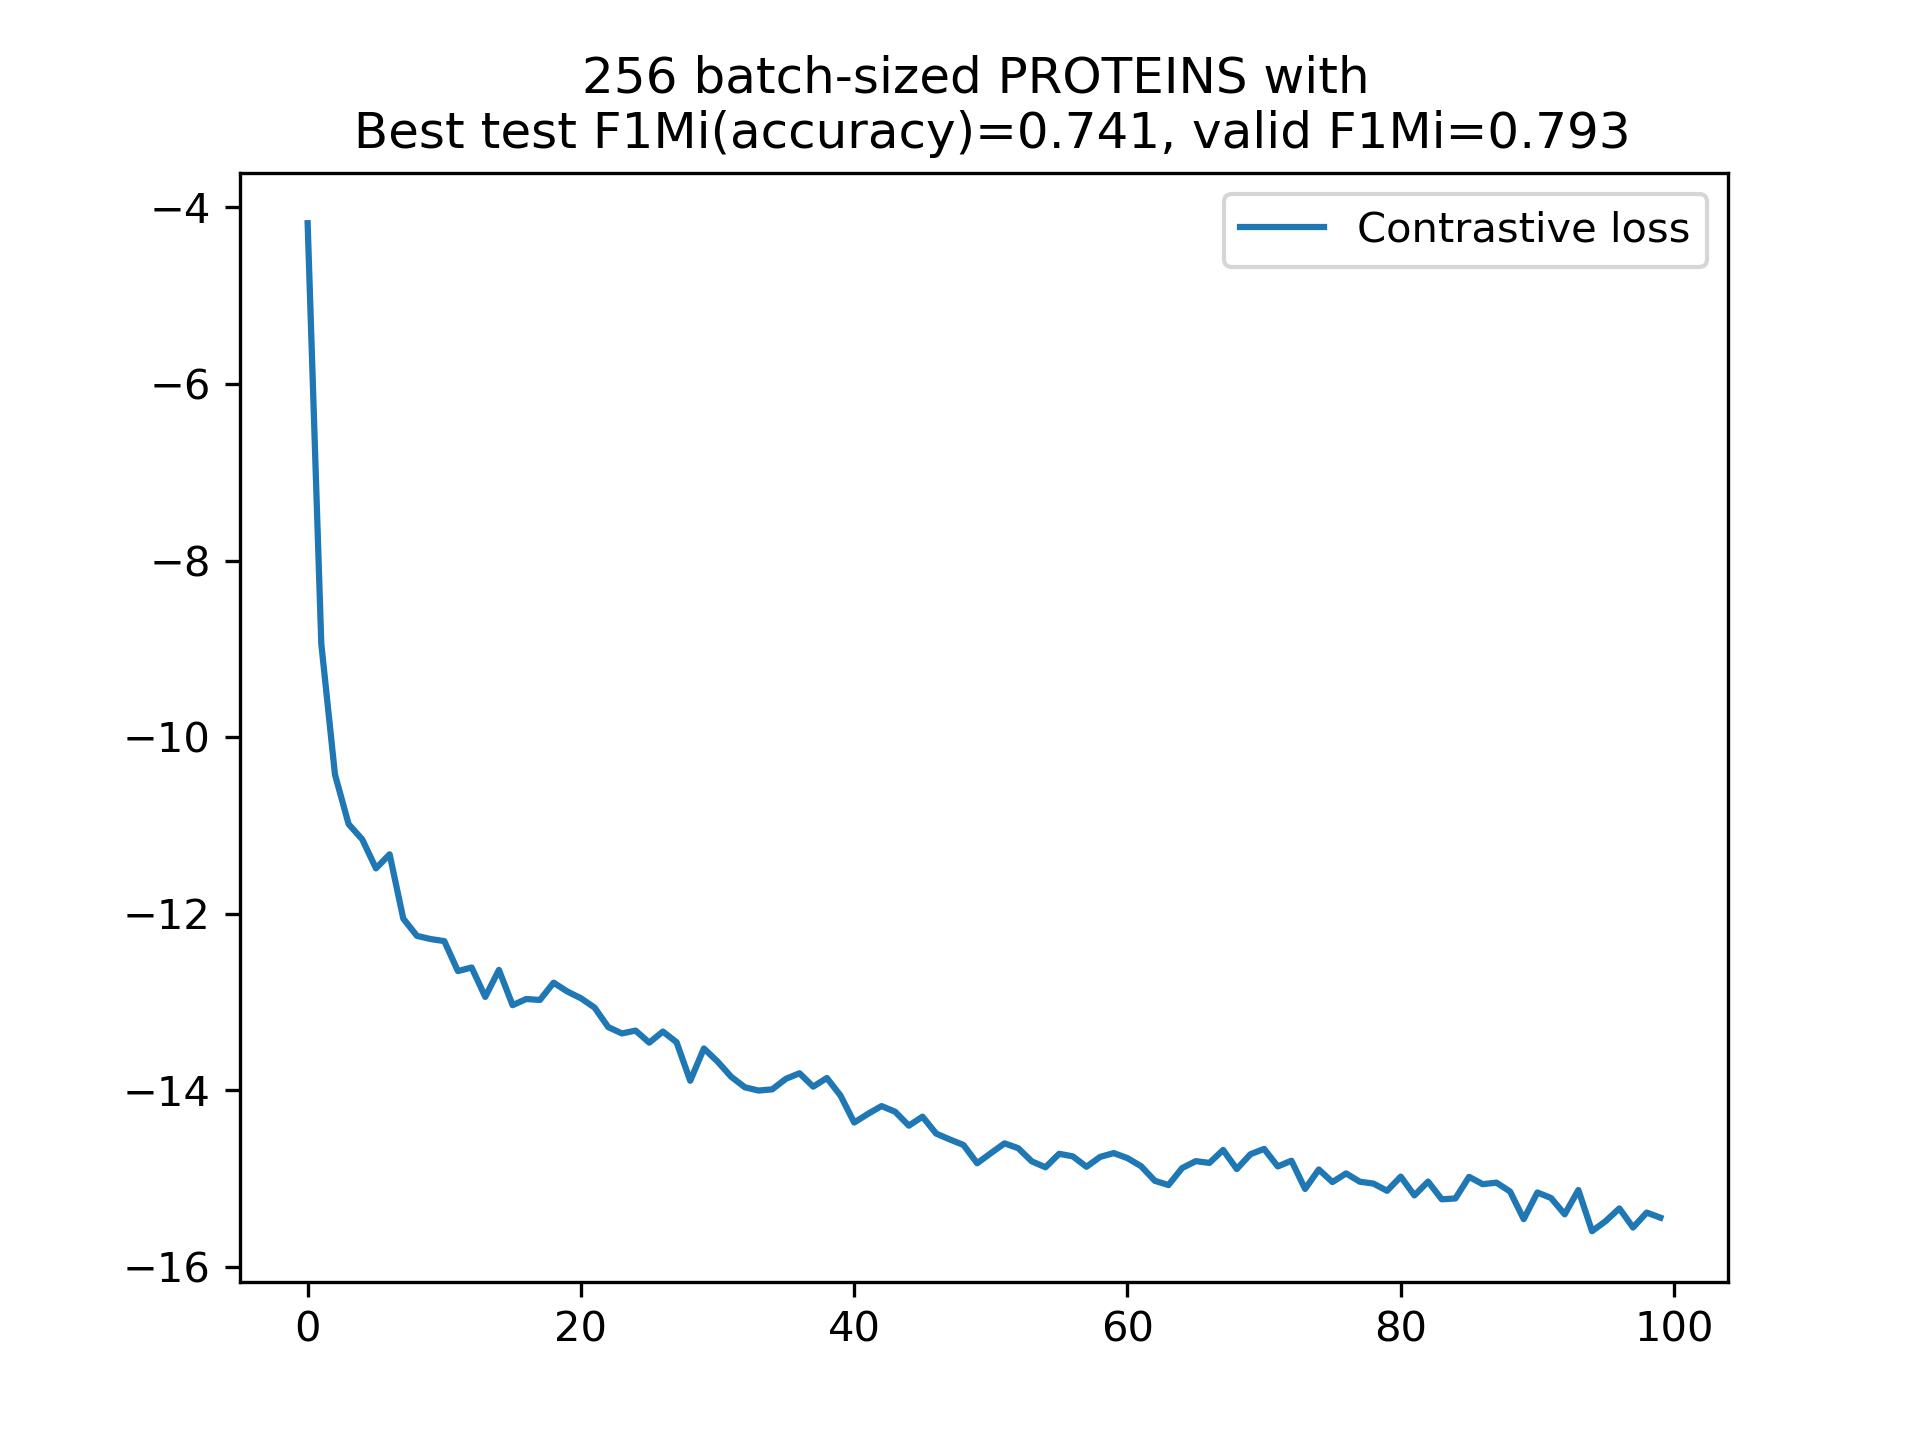 256 batch-sized PROTEINS with
Best test F1Mi(accuracy)=0.741, valid F1Mi=0.793
Contrastive loss
−4
−6
−8
−10
−12
−14
−16
0 20 40 60 80 100